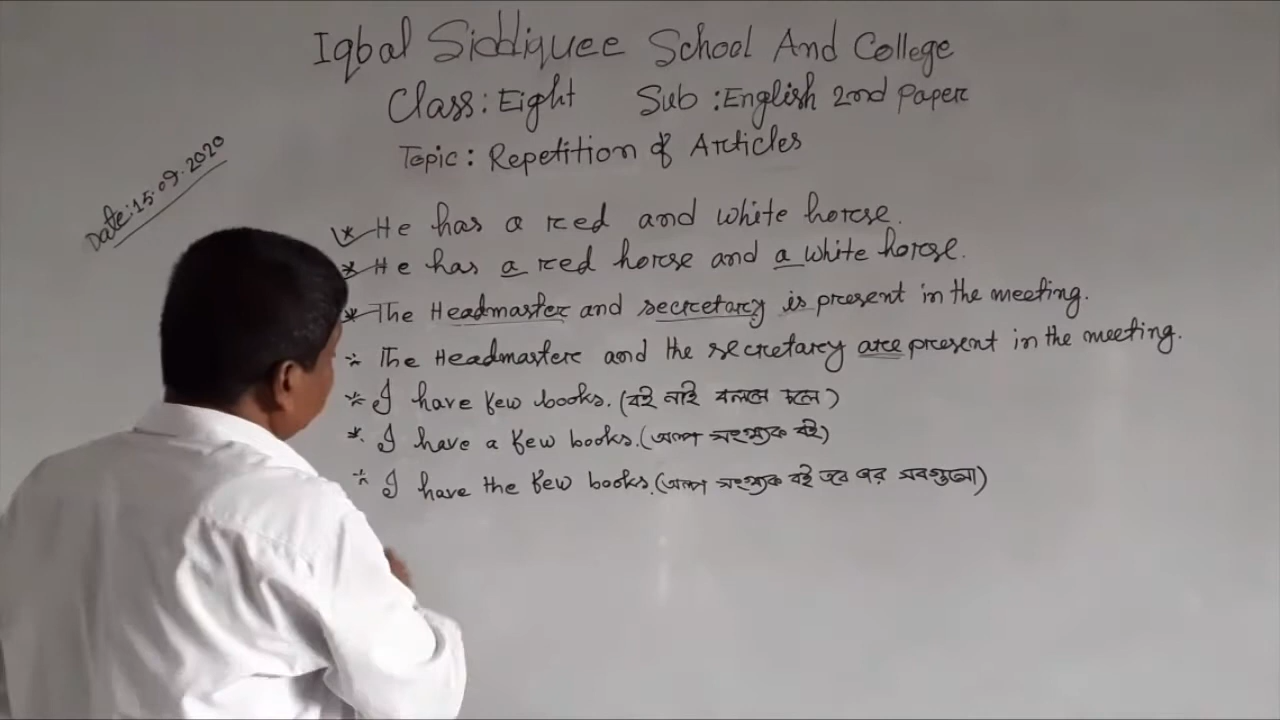 Iqbal Siddiquee School And College
Class: Eight Sub: English 2nd Paper
Topic: Repetition of Articles
Date: 15.09.2020
* He has a red and white horse.
* He has a red horse and a white horse.
* The Headmaster and secretary is present in the meeting.
* The Headmaster and the secretary are present in the meeting.
* I have few books. (বই নাই বললে চলে)
* I have a few books. (অল্প সংখ্যক বই)
* I have the few books. (অল্প সংখ্যক বই তবে এর সবগুলো)